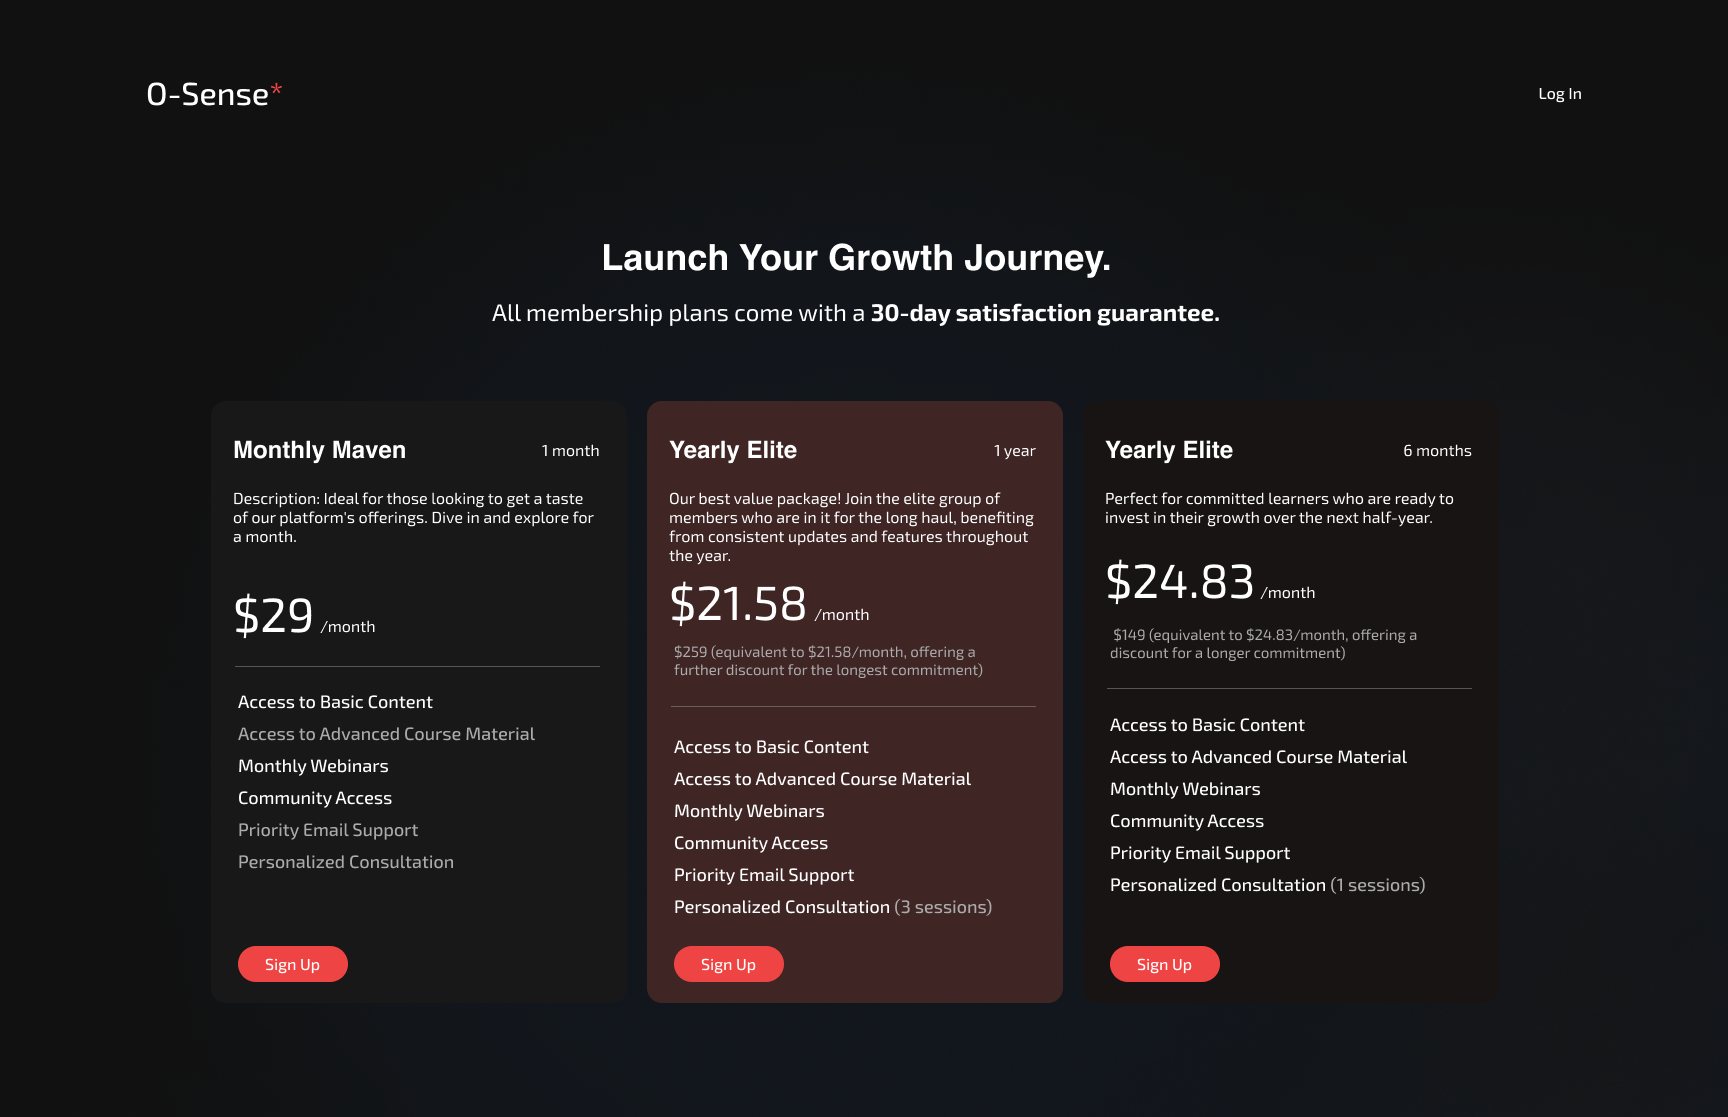 O-Sense*
Log In
Launch Your Growth Journey.
All membership plans come with a 30-day satisfaction guarantee.
Monthly Maven
1 month
Description: Ideal for those looking to get a taste
of our platform's offerings. Dive in and explore for
a month.
$29 /month
Access to Basic Content
Access to Advanced Course Material
Monthly Webinars
Community Access
Priority Email Support
Personalized Consultation
Sign Up
Yearly Elite
1 year
Our best value package! Join the elite group of
members who are in it for the long haul, benefiting
from consistent updates and features throughout
the year.
$21.58 /month
$259 (equivalent to $21.58/month, offering a
further discount for the longest commitment)
Access to Basic Content
Access to Advanced Course Material
Monthly Webinars
Community Access
Priority Email Support
Personalized Consultation (3 sessions)
Sign Up
Yearly Elite
6 months
Perfect for committed learners who are ready to
invest in their growth over the next half-year.
$24.83 /month
$149 (equivalent to $24.83/month, offering a
discount for a longer commitment)
Access to Basic Content
Access to Advanced Course Material
Monthly Webinars
Community Access
Priority Email Support
Personalized Consultation (1 sessions)
Sign Up